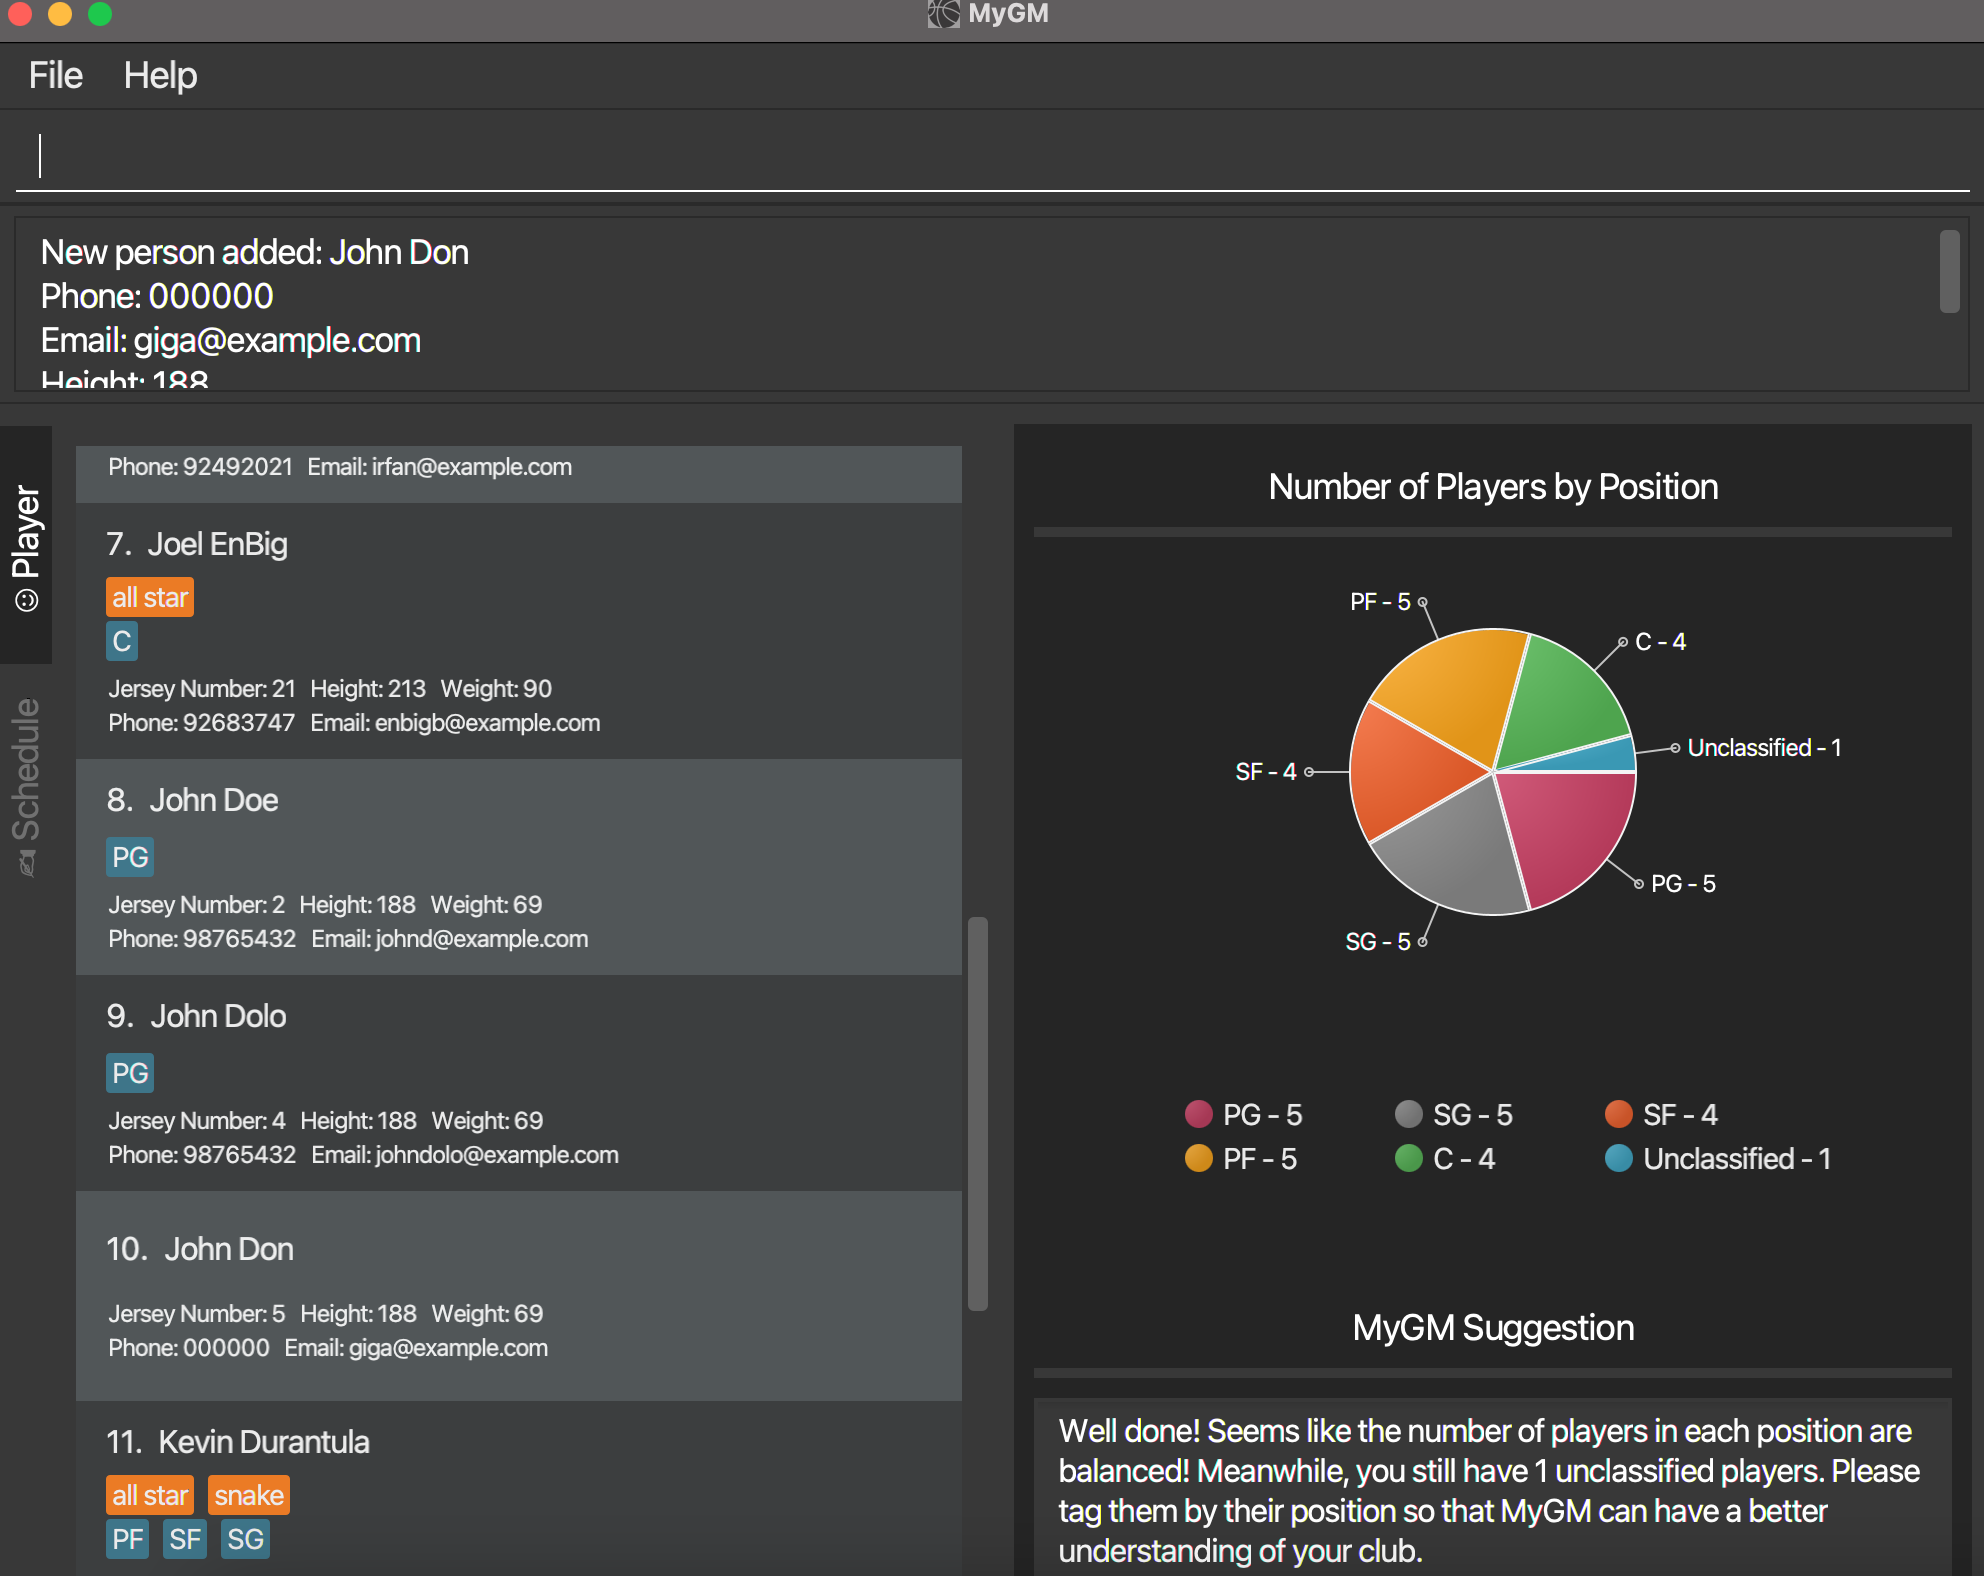 MyGM
File Help
New person added: John Don
Phone: 000000
Email: giga@example.com
Height: 188
Player
Schedule
Phone: 92492021 Email: irfan@example.com
7. Joel EnBig
all star
C
Jersey Number: 21 Height: 213 Weight: 90
Phone: 92683747 Email: enbigb@example.com
8. John Doe
PG
Jersey Number: 2 Height: 188 Weight: 69
Phone: 98765432 Email: johnd@example.com
9. John Dolo
PG
Jersey Number: 4 Height: 188 Weight: 69
Phone: 98765432 Email: johndolo@example.com
10. John Don
Jersey Number: 5 Height: 188 Weight: 69
Phone: 000000 Email: giga@example.com
11. Kevin Durantula
all star snake
PF SF SG
Number of Players by Position
PF - 5
C - 4
Unclassified - 1
SF - 4
PG - 5
SG - 5
PG - 5 SG - 5 SF - 4
PF - 5 C - 4 Unclassified - 1
MyGM Suggestion
Well done! Seems like the number of players in each position are
balanced! Meanwhile, you still have 1 unclassified players. Please
tag them by their position so that MyGM can have a better
understanding of your club.